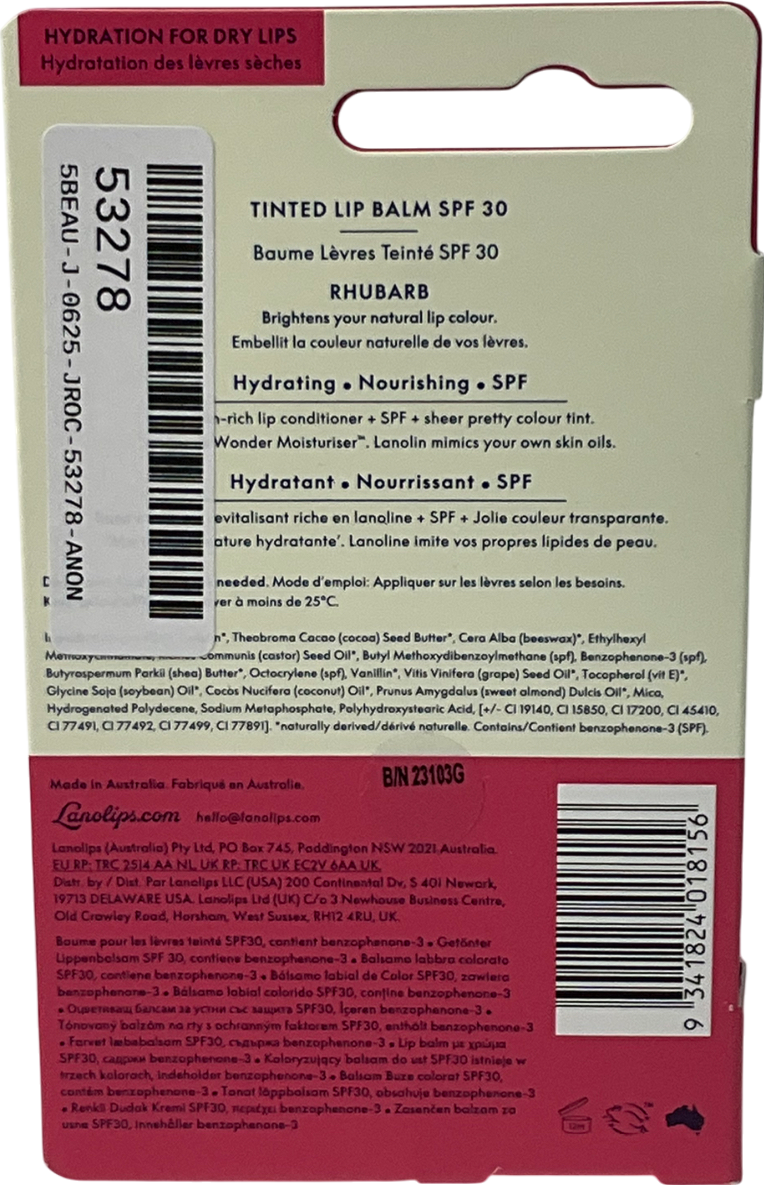 HYDRATION FOR DRY LIPS
Hydratation des lèvres sèches
53278
5BEAU-J-0625-JROC-53278-ANON
TINTED LIP BALM SPF 30
Baume Lèvres Teinté SPF 30
RHUBARB
Brightens your natural lip colour.
Embellit la couleur naturelle de vos lèvres.
Hydrating • Nourishing • SPF
-rich lip conditioner + SPF + sheer pretty colour tint.
Wonder Moisturiser™. Lanolin mimics your own skin oils.
Hydratant • Nourrissant • SPF
evitalisant riche en lanoline + SPF + Jolie couleur transparante.
ature hydratante'. Lanoline imite vos propres lipides de peau.
needed. Mode d'emploi: Appliquer sur les lèvres selon les besoins.
ver à moins de 25°C.
n*, Theobroma Cacao (cocoa) Seed Butter*, Cera Alba (beeswax)*, Ethylhexyl
Communis (castor) Seed Oil*, Butyl Methoxydibenzoylmethane (spf), Benzophenone-3 (spf),
Butyrospermum Parkii (shea) Butter*, Octocrylene (spf), Vanillin*, Vitis Vinifera (grape) Seed Oil*, Tocopherol (vit E)*,
Glycine Soja (soybean) Oil*, Cocos Nucifera (coconut) Oil*, Prunus Amygdalus (sweet almond) Dulcis Oil*, Mica,
Hydrogenated Polydecene, Sodium Metaphosphate, Polyhydroxystearic Acid, [+/- CI 19140, CI 15850, CI 17200, CI 45410,
CI 77491, CI 77492, CI 77499, CI 77891]. *naturally derived/dérivé naturelle. Contains/Contient benzophenone-3 (SPF).
B/N 23103G
Made in Australia. Fabriqué en Australie.
Lanolips.com hello@lanolips.com
Lanolips (Australia) Pty Ltd, PO Box 745, Paddington NSW 2021 Australia.
EU RP: TRC 2514 AA NL UK RP: TRC UK EC2V 6AA UK.
Distr. by / Dist. Par Lanolips LLC (USA) 200 Continental Dv, S 401 Newark,
19713 DELAWARE USA. Lanolips Ltd (UK) C/o 3 Newhouse Business Centre,
Old Crawley Road, Horsham, West Sussex, RH12 4RU, UK.
Baume pour les lèvres teinté SPF30, contient benzophenone-3 • Getönter
Lippenbalsam SPF 30, contiene benzophenone-3 • Balsamo labbra colorato
SPF30, contiene benzophenone-3 • Bálsamo labial de Color SPF30, zawiera
benzophenone-3 • Bálsamo labial colorido SPF30, conține benzophenone-3
• Оцветяващ балсам за устни със защита SPF30, İçeren benzophenone-3 •
Tónovaný balzám na rty s ochranným faktorem SPF30, enthält benzophenone-3
• Farvet læbebalsam SPF30, съдържа benzophenone-3 • Lip balm με χρώμα
SPF30, садржи benzophenone-3 • Koloryzujący balsam do ust SPF30 istnieje w
trzech kolorach, indeholder benzophenone-3 • Balsam Buze colorat SPF30,
contém benzophenone-3 • Tonat läppbalsam SPF30, obsahuje benzophenone-3
• Renkli Dudak Kremi SPF30, περιέχει benzophenone-3 • Zasenčen balzam za
usne SPF30, innehåller benzophenone-3
9 341824 018156
12M